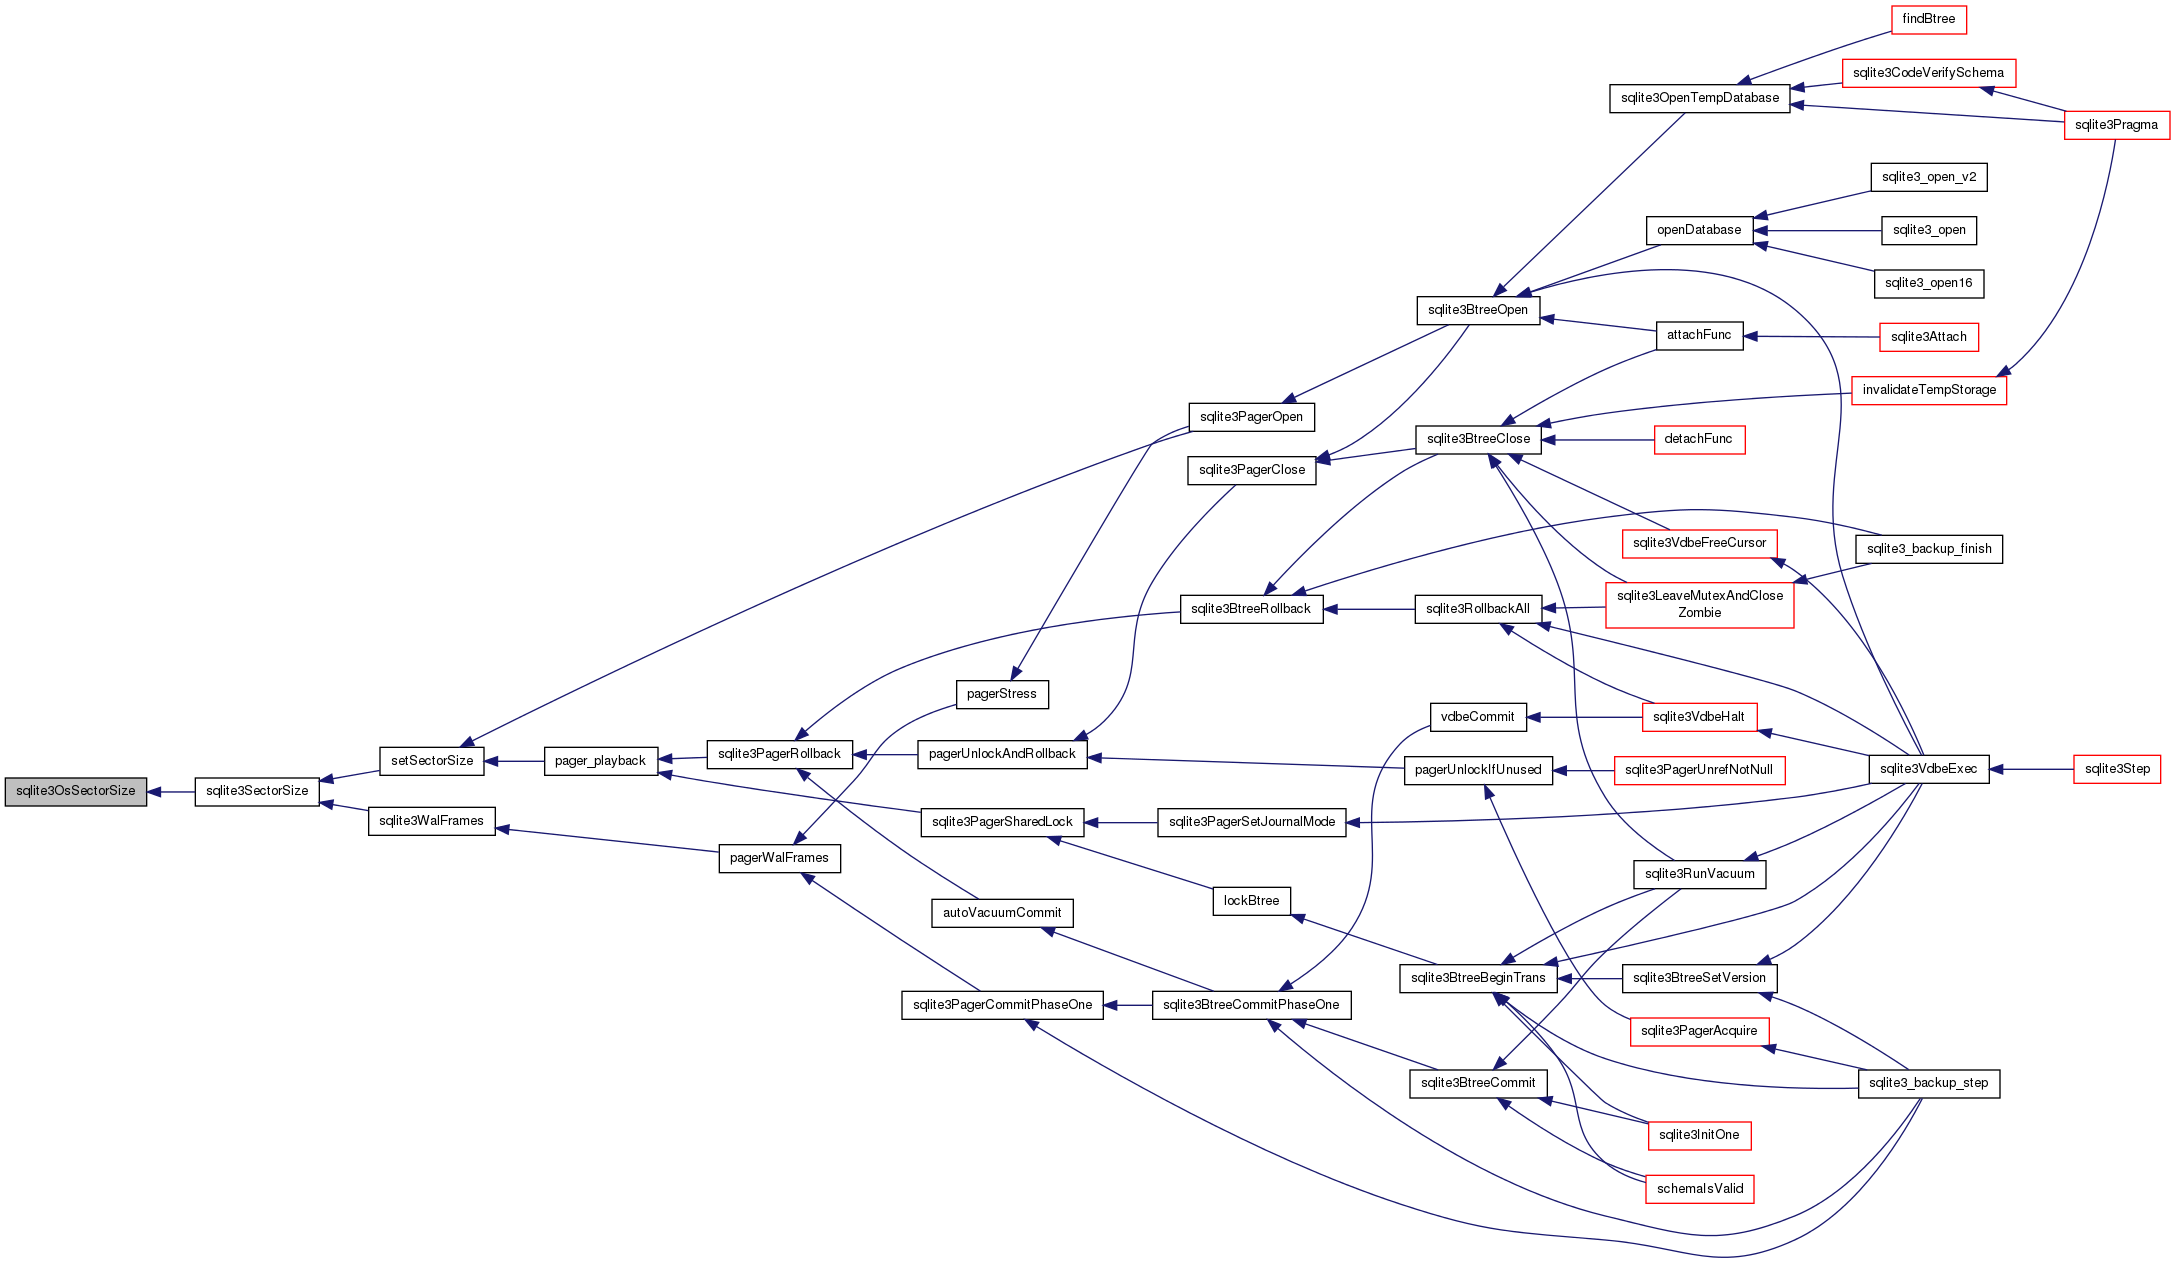 findBtree
sqlite3CodeVerifySchema
sqlite3OpenTempDatabase
sqlite3Pragma
sqlite3_open_v2
openDatabase
sqlite3_open
sqlite3_open16
sqlite3BtreeOpen
attachFunc
sqlite3Attach
invalidateTempStorage
sqlite3PagerOpen
sqlite3BtreeClose
detachFunc
sqlite3PagerClose
sqlite3VdbeFreeCursor
sqlite3_backup_finish
sqlite3LeaveMutexAndClose
Zombie
sqlite3BtreeRollback
sqlite3RollbackAll
pagerStress
vdbeCommit
sqlite3VdbeHalt
setSectorSize
pager_playback
sqlite3PagerRollback
pagerUnlockAndRollback
pagerUnlockIfUnused
sqlite3PagerUnrefNotNull
sqlite3VdbeExec
sqlite3Step
sqlite3OsSectorSize
sqlite3SectorSize
sqlite3WalFrames
sqlite3PagerSharedLock
sqlite3PagerSetJournalMode
pagerWalFrames
sqlite3RunVacuum
lockBtree
autoVacuumCommit
sqlite3BtreeBeginTrans
sqlite3BtreeSetVersion
sqlite3PagerCommitPhaseOne
sqlite3BtreeCommitPhaseOne
sqlite3PagerAcquire
sqlite3BtreeCommit
sqlite3_backup_step
sqlite3InitOne
schemaIsValid